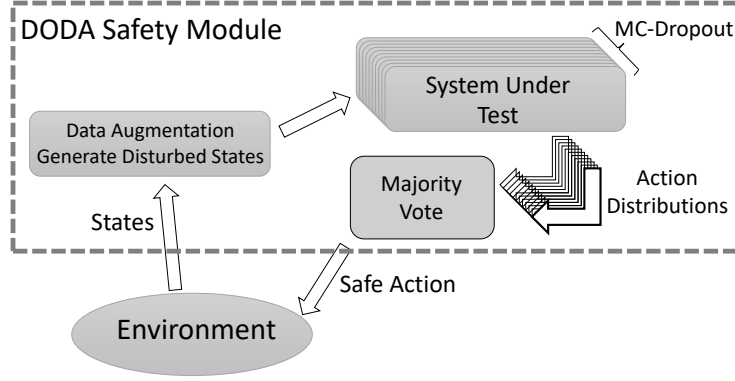 DODA Safety Module
MC-Dropout
System Under
Test
Data Augmentation
Generate Disturbed States
Majority
Vote
Action
Distributions
States
Safe Action
Environment